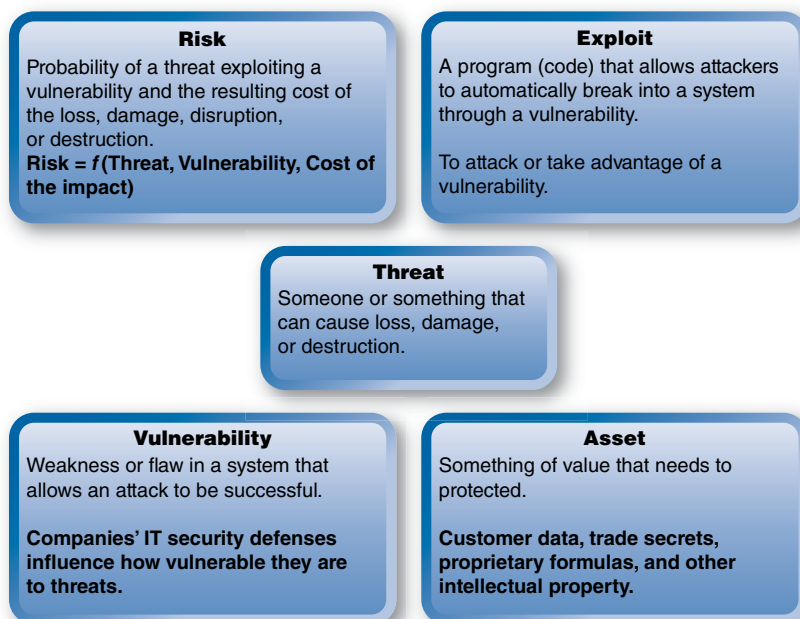 Risk
Probability of a threat exploiting a
vulnerability and the resulting cost of
the loss, damage, disruption,
or destruction.
Risk = f (Threat, Vulnerability, Cost of
the impact)
Exploit
A program (code) that allows attackers
to automatically break into a system
through a vulnerability.
To attack or take advantage of a
vulnerability.
Threat
Someone or something that
can cause loss, damage,
or destruction.
Vulnerability
Weakness or flaw in a system that
allows an attack to be successful.
Companies’ IT security defenses
influence how vulnerable they are
to threats.
Asset
Something of value that needs to
protected.
Customer data, trade secrets,
proprietary formulas, and other
intellectual property.